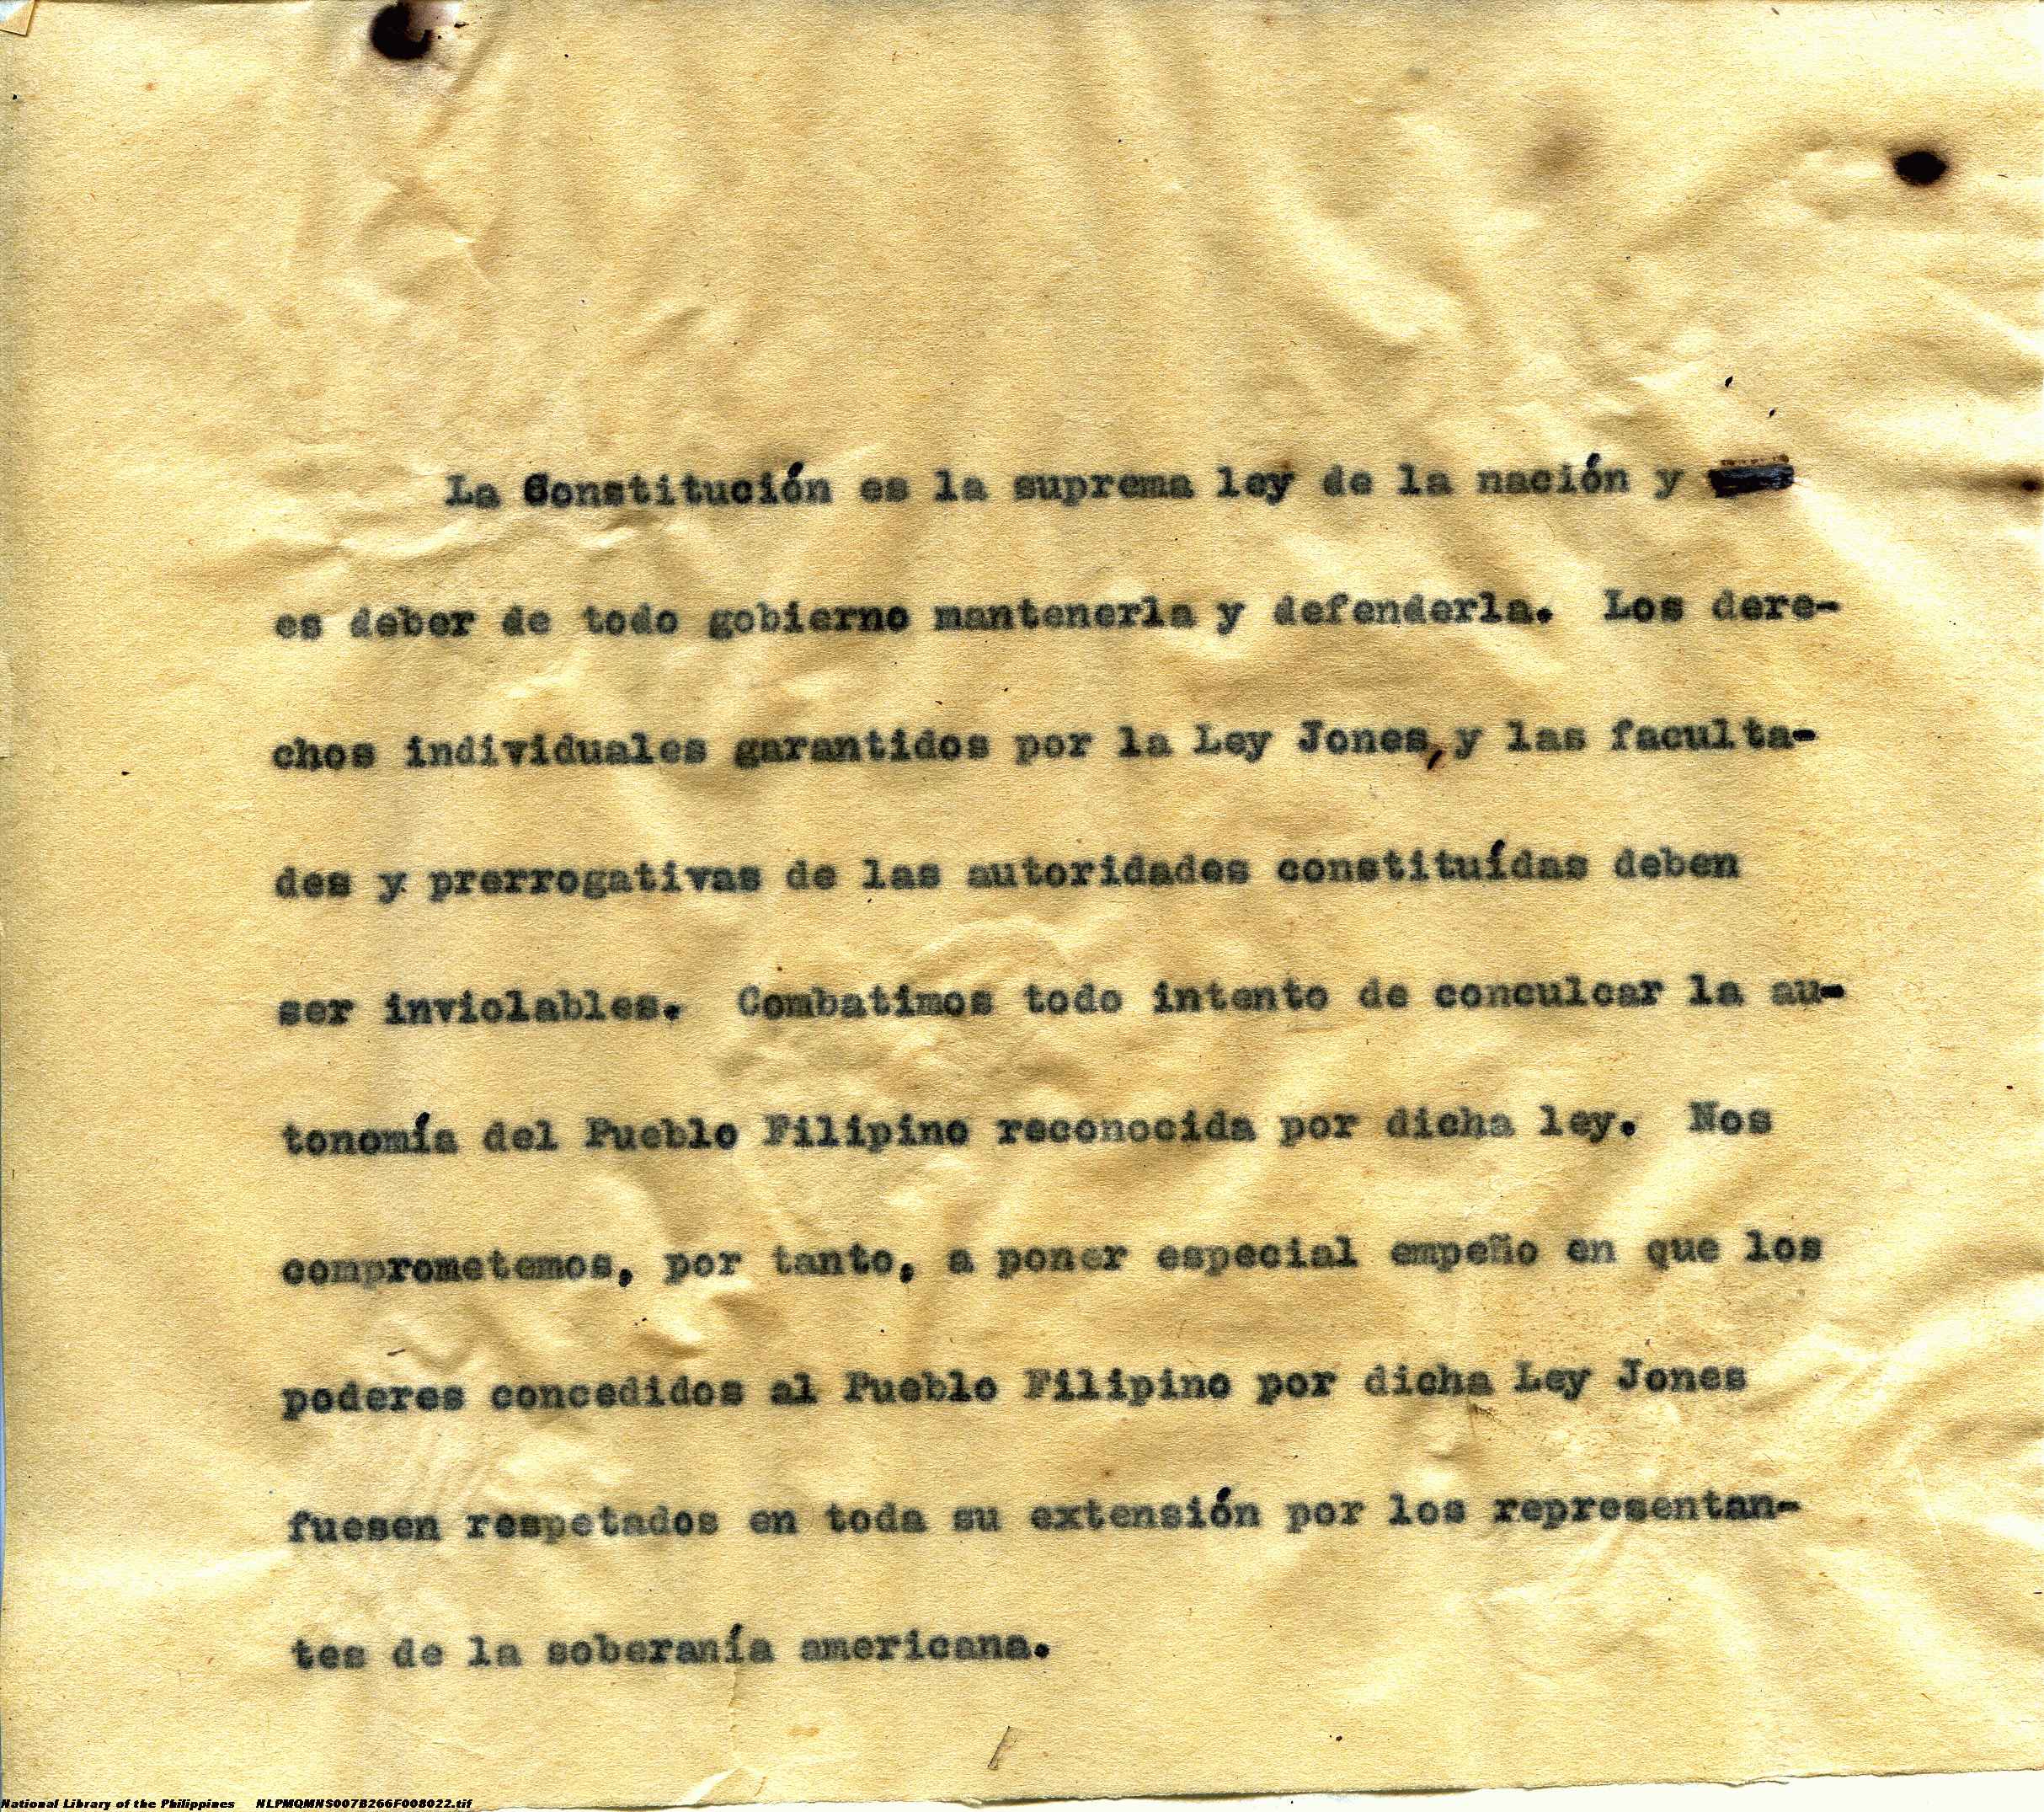 La Constitución es la suprema ley de la nación y
es deber de todo gobierno mantenerla y defenderla. Los dere-
chos individuales garantidos por la Ley Jones, y las faculta-
des y prerrogativas de las autoridades constituídas deben
ser inviolables. Combatimos todo intento de conculcar la au-
tonomía del Pueblo Filipino reconocida por dicha ley. Nos
comprometemos, por tanto, a poner especial empeño en que los
poderes concedidos al Pueblo Filipino por dicha Ley Jones
fuesen respetados en toda su extensión por los representan-
tes de la soberanía americana.
National Library of the Philippines NLPMQMNS007B266F008022.tif